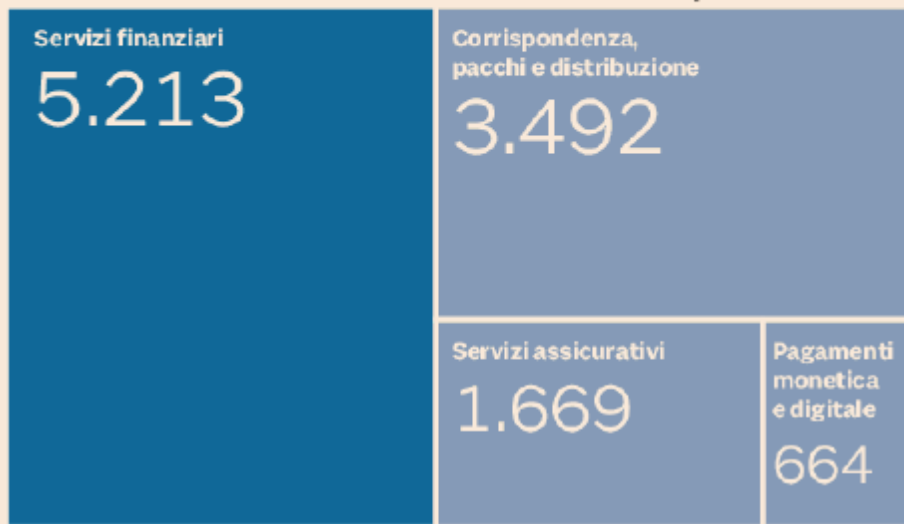 Servizi finanziari
5.213
Corrispondenza,
pacchi e distribuzione
3.492
Servizi assicurativi
1.669
Pagamenti
monetica
e digitale
664